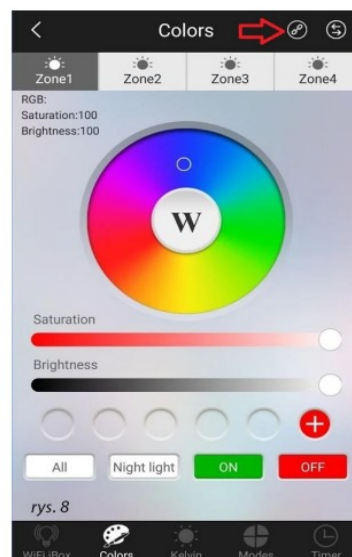 Colors
Zone1 Zone2 Zone3 Zone4
RGB:
Saturation:100
Brightness:100
W
Saturation
Brightness
All Night light ON OFF
rys. 8
WiFi iBox Colors Kelvin Modes Timer